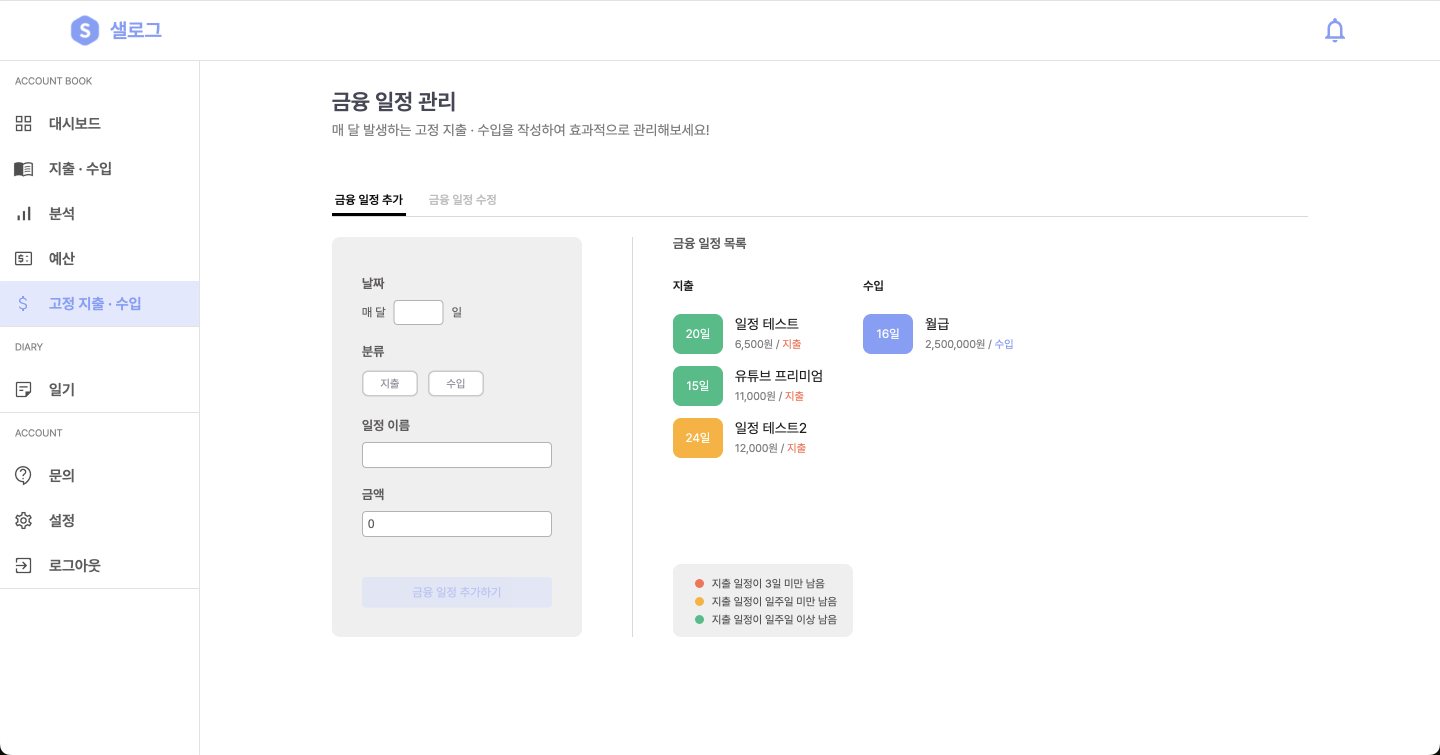 S 샐로그
ACCOUNT BOOK
대시보드
지출 · 수입
분석
예산
고정 지출 · 수입
DIARY
일기
ACCOUNT
문의
설정
로그아웃
금융 일정 관리
매 달 발생하는 고정 지출 · 수입을 작성하여 효과적으로 관리해보세요!
금융 일정 추가 금융 일정 수정
날짜
매 달 일
분류
지출 수입
일정 이름
금액
0
금융 일정 추가하기
금융 일정 목록
지출
20일
일정 테스트
6,500원 / 지출
15일
유튜브 프리미엄
11,000원 / 지출
24일
일정 테스트2
12,000원 / 지출
수입
16일
월급
2,500,000원 / 수입
지출 일정이 3일 미만 남음
지출 일정이 일주일 미만 남음
지출 일정이 일주일 이상 남음